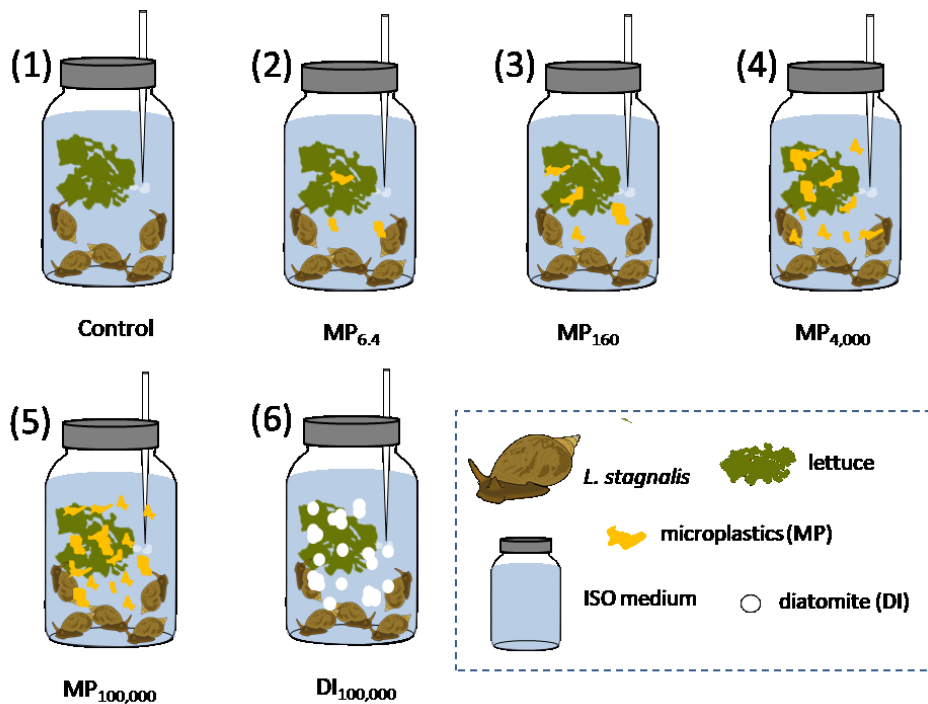 (1)
(2)
(3)
(4)
Control
MP6.4
MP160
MP4,000
(5)
(6)
MP100,000
DI100,000
L. stagnalis
lettuce
microplastics (MP)
ISO medium
diatomite (DI)